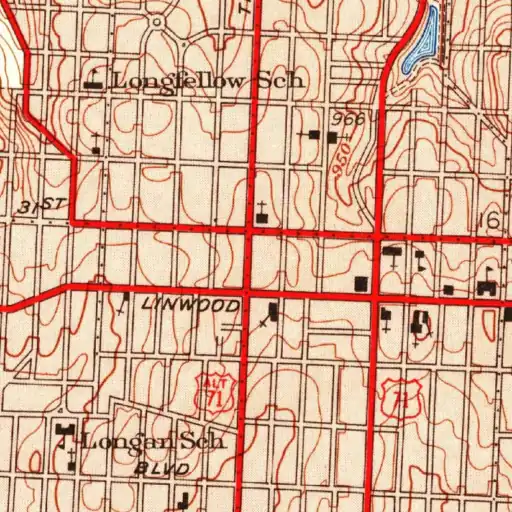 T.
Longfellow Sch
966
950
31ST
16
LINWOOD
ALT
71
71
Longan Sch
BLVD